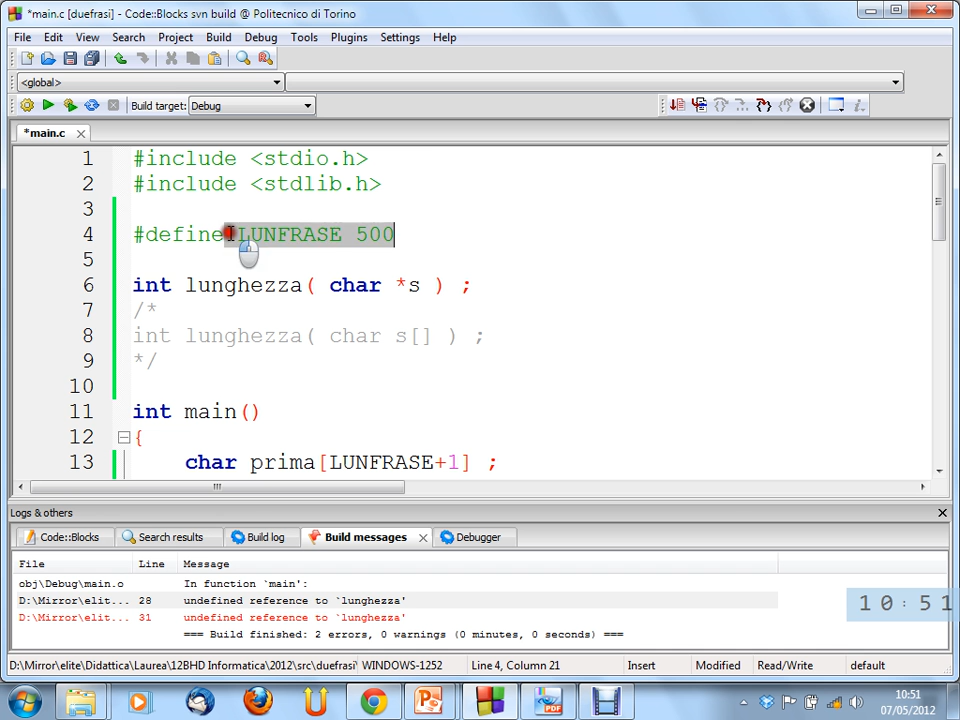 *main.c [duefrasi] - Code::Blocks svn build @ Politecnico di Torino
File Edit View Search Project Build Debug Tools Plugins Settings Help
<global>
Build target: Debug
*main.c
1 #include <stdio.h>
2 #include <stdlib.h>
3
4 #define LUNFRASE 500
5
6 int lunghezza( char *s ) ;
7 /*
8 int lunghezza( char s[] ) ;
9 */
10
11 int main()
12 {
13 char prima[LUNFRASE+1] ;
Logs & others
Code::Blocks Search results Build log Build messages Debugger
File Line Message
obj\Debug\main.o In function `main':
D:\Mirror\elit... 28 undefined reference to `lunghezza'
D:\Mirror\elit... 31 undefined reference to `lunghezza'
=== Build finished: 2 errors, 0 warnings (0 minutes, 0 seconds) ===
10:51
D:\Mirror\elite\Didattica\Laurea\12BHD Informatica\2012\src\duefrasi\ WINDOWS-1252 Line 4, Column 21 Insert Modified Read/Write default
10:51
07/05/2012